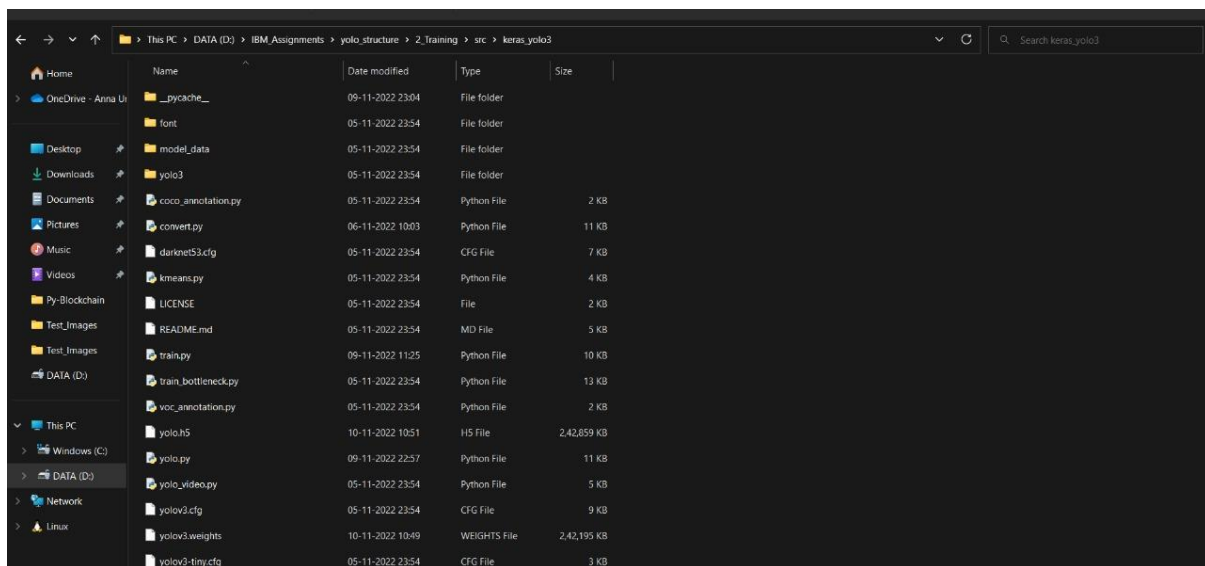 This PC > DATA (D:) > IBM_Assignments > yolo_structure > 2_Training > src > keras_yolo3
Search keras_yolo3
Home
OneDrive - Anna Ur
Desktop
Downloads
Documents
Pictures
Music
Videos
Py-Blockchain
Test_Images
Test_Images
DATA (D:)
This PC
Windows (C:)
DATA (D:)
Network
Linux
Name Date modified Type Size
__pycache__ 09-11-2022 23:04 File folder
font 05-11-2022 23:54 File folder
model_data 05-11-2022 23:54 File folder
yolo3 05-11-2022 23:54 File folder
coco_annotation.py 05-11-2022 23:54 Python File 2 KB
convert.py 06-11-2022 10:03 Python File 11 KB
darknet53.cfg 05-11-2022 23:54 CFG File 7 KB
kmeans.py 05-11-2022 23:54 Python File 4 KB
LICENSE 05-11-2022 23:54 File 2 KB
README.md 05-11-2022 23:54 MD File 5 KB
train.py 09-11-2022 11:25 Python File 10 KB
train_bottleneck.py 05-11-2022 23:54 Python File 13 KB
voc_annotation.py 05-11-2022 23:54 Python File 2 KB
yolo.h5 10-11-2022 10:51 H5 File 2,42,859 KB
yolo.py 09-11-2022 22:57 Python File 11 KB
yolo_video.py 05-11-2022 23:54 Python File 5 KB
yolov3.cfg 05-11-2022 23:54 CFG File 9 KB
yolov3.weights 10-11-2022 10:49 WEIGHTS File 2,42,195 KB
yolov3-tiny.cfg 05-11-2022 23:54 CFG File 3 KB